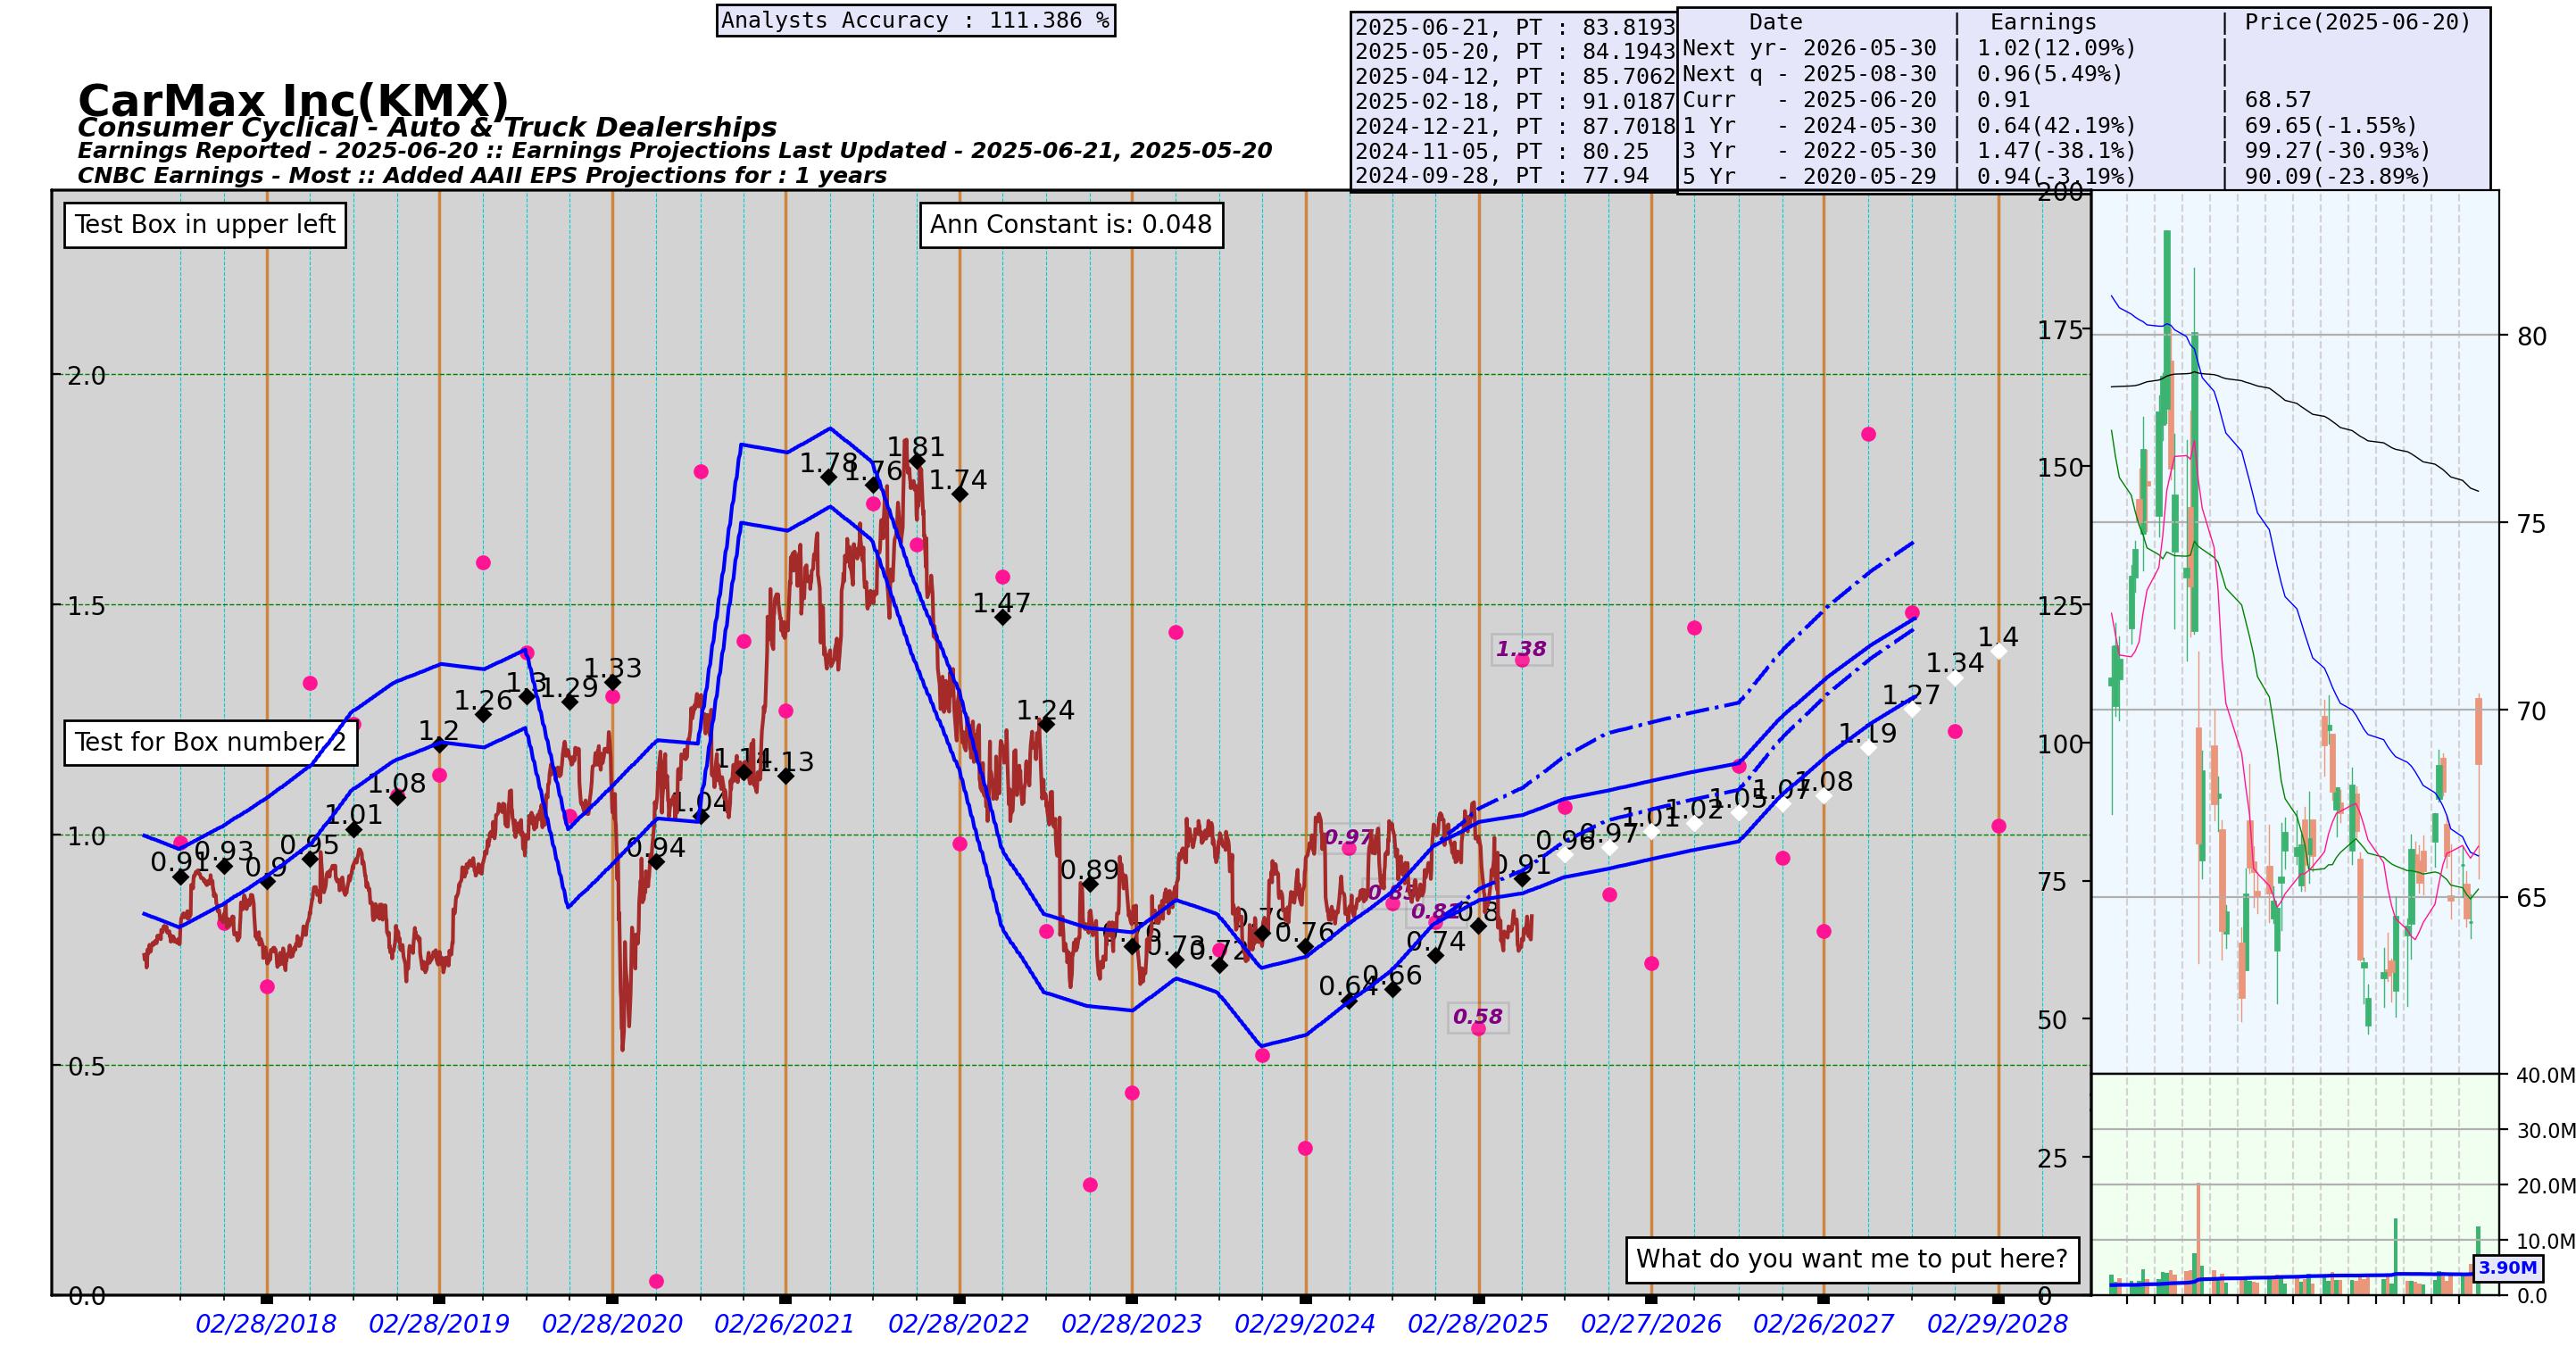 Analysts Accuracy : 111.386 %
2025-06-21, PT : 83.8193
2025-05-20, PT : 84.1943
2025-04-12, PT : 85.7062
2025-02-18, PT : 91.0187
2024-12-21, PT : 87.7018
2024-11-05, PT : 80.25
2024-09-28, PT : 77.94
Date | Earnings | Price(2025-06-20)
Next yr- 2026-05-30 | 1.02(12.09%) |
Next q - 2025-08-30 | 0.96(5.49%) |
Curr - 2025-06-20 | 0.91 | 68.57
1 Yr - 2024-05-30 | 0.64(42.19%) | 69.65(-1.55%)
3 Yr - 2022-05-30 | 1.47(-38.1%) | 99.27(-30.93%)
5 Yr - 2020-05-29 | 0.94(-3.19%) | 90.09(-23.89%)
CarMax Inc(KMX)
Consumer Cyclical - Auto & Truck Dealerships
Earnings Reported - 2025-06-20 :: Earnings Projections Last Updated - 2025-06-21, 2025-05-20
CNBC Earnings - Most :: Added AAII EPS Projections for : 1 years
Test Box in upper left
Ann Constant is: 0.048
Test for Box number 2
What do you want me to put here?
2.0
1.5
1.0
0.5
0.0
200
175
150
125
100
75
50
25
0
80
75
70
65
40.0M
30.0M
20.0M
10.0M
3.90M
0.0
0.91
0.93
0.9
0.95
1.01
1.08
1.2
1.26
1.3
1.29
1.33
0.94
1.04
1.14
1.13
1.78
1.76
1.81
1.74
1.47
1.24
0.89
0.73
0.72
0.79
0.76
0.64
0.66
0.74
0.8
0.91
0.96
0.97
1.01
1.02
1.05
1.07
1.08
1.19
1.27
1.34
1.4
0.97
0.85
0.58
1.38
02/28/2018
02/28/2019
02/28/2020
02/26/2021
02/28/2022
02/28/2023
02/29/2024
02/28/2025
02/27/2026
02/26/2027
02/29/2028